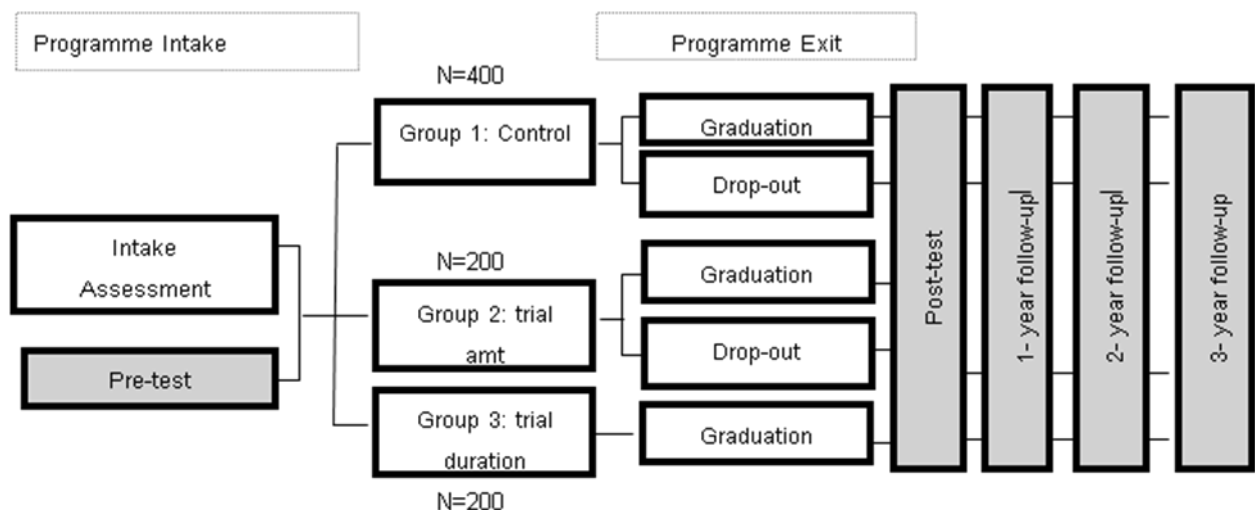 Programme Intake
Programme Exit
N=400
Group 1: Control
Graduation
Drop-out
Intake
Assessment
Pre-test
N=200
Group 2: trial
amt
Graduation
Drop-out
Group 3: trial
duration
N=200
Graduation
Post-test
1- year follow-up
2- year follow-up
3- year follow-up